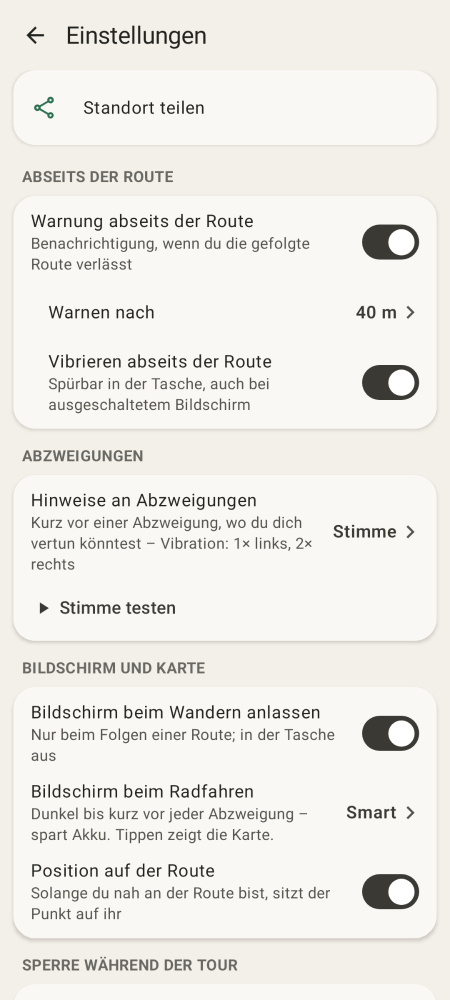 Einstellungen
Standort teilen
ABSEITS DER ROUTE
Warnung abseits der Route
Benachrichtigung, wenn du die gefolgte
Route verlässt
Warnen nach
40 m
Vibrieren abseits der Route
Spürbar in der Tasche, auch bei
ausgeschaltetem Bildschirm
ABZWEIGUNGEN
Hinweise an Abzweigungen
Kurz vor einer Abzweigung, wo du dich
vertun könntest – Vibration: 1× links, 2×
rechts
Stimme
Stimme testen
BILDSCHIRM UND KARTE
Bildschirm beim Wandern anlassen
Nur beim Folgen einer Route; in der Tasche
aus
Bildschirm beim Radfahren
Dunkel bis kurz vor jeder Abzweigung –
spart Akku. Tippen zeigt die Karte.
Smart
Position auf der Route
Solange du nah an der Route bist, sitzt der
Punkt auf ihr
SPERRE WÄHREND DER TOUR